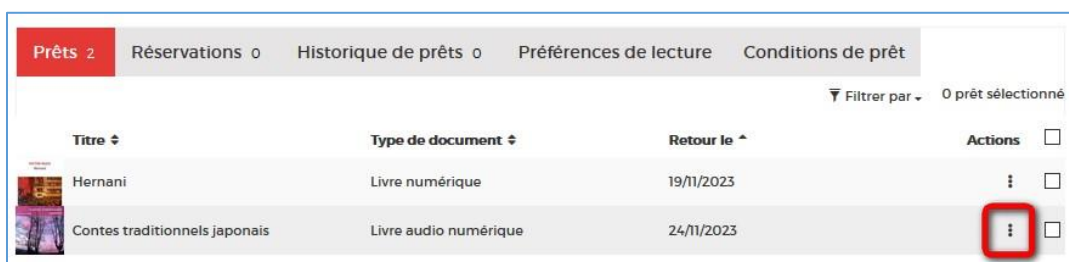 Prêts 2 Réservations 0 Historique de prêts 0 Préférences de lecture Conditions de prêt
Filtrer par 0 prêt sélectionné
Titre Type de document Retour le Actions
Hernani Livre numérique 19/11/2023
Contes traditionnels japonais Livre audio numérique 24/11/2023